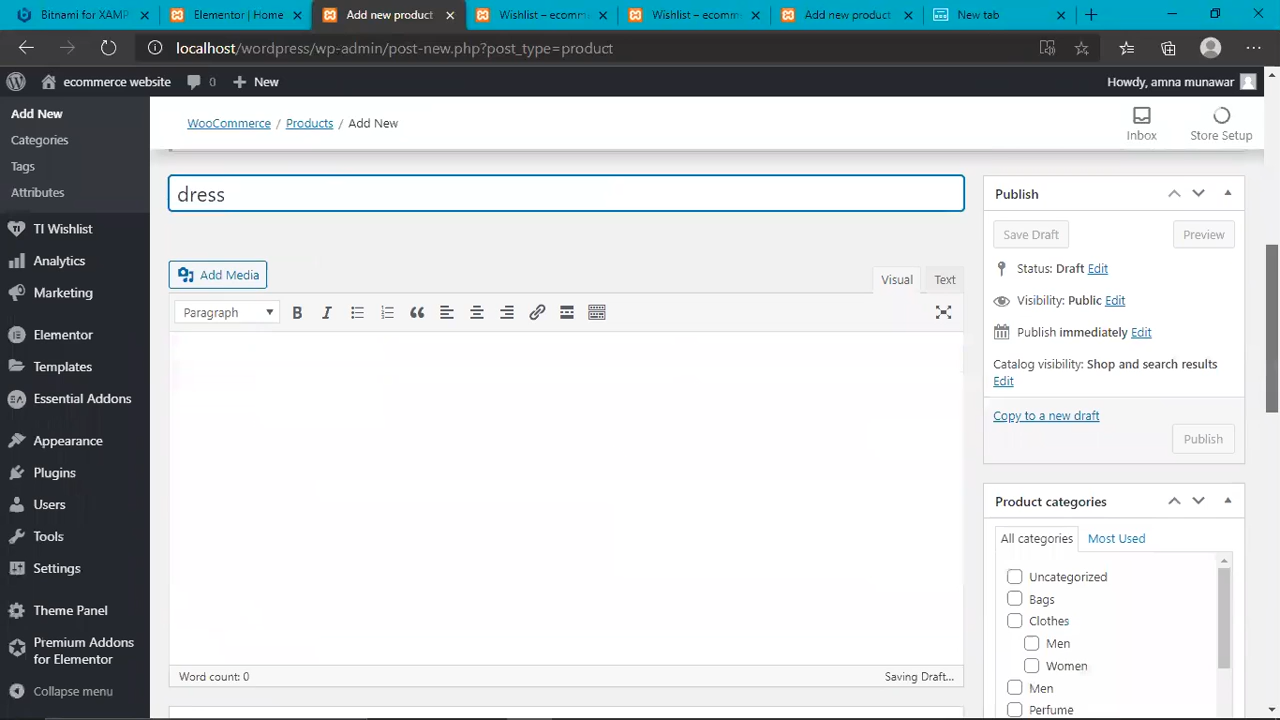 Bitnami for XAMP
Elementor | Home
Add new product
Wishlist – ecomm
Wishlist – ecomm
Add new product
New tab
localhost/wordpress/wp-admin/post-new.php?post_type=product
ecommerce website
0
New
Howdy, amna munawar
Add New
Categories
Tags
Attributes
TI Wishlist
Analytics
Marketing
Elementor
Templates
Essential Addons
Appearance
Plugins
Users
Tools
Settings
Theme Panel
Premium Addons
for Elementor
Collapse menu
WooCommerce / Products / Add New
Inbox
Store Setup
dress
Add Media
Visual
Text
Paragraph
Word count: 0
Saving Draft...
Publish
Save Draft
Preview
Status: Draft Edit
Visibility: Public Edit
Publish immediately Edit
Catalog visibility: Shop and search results
Edit
Copy to a new draft
Publish
Product categories
All categories
Most Used
Uncategorized
Bags
Clothes
Men
Women
Men
Perfume